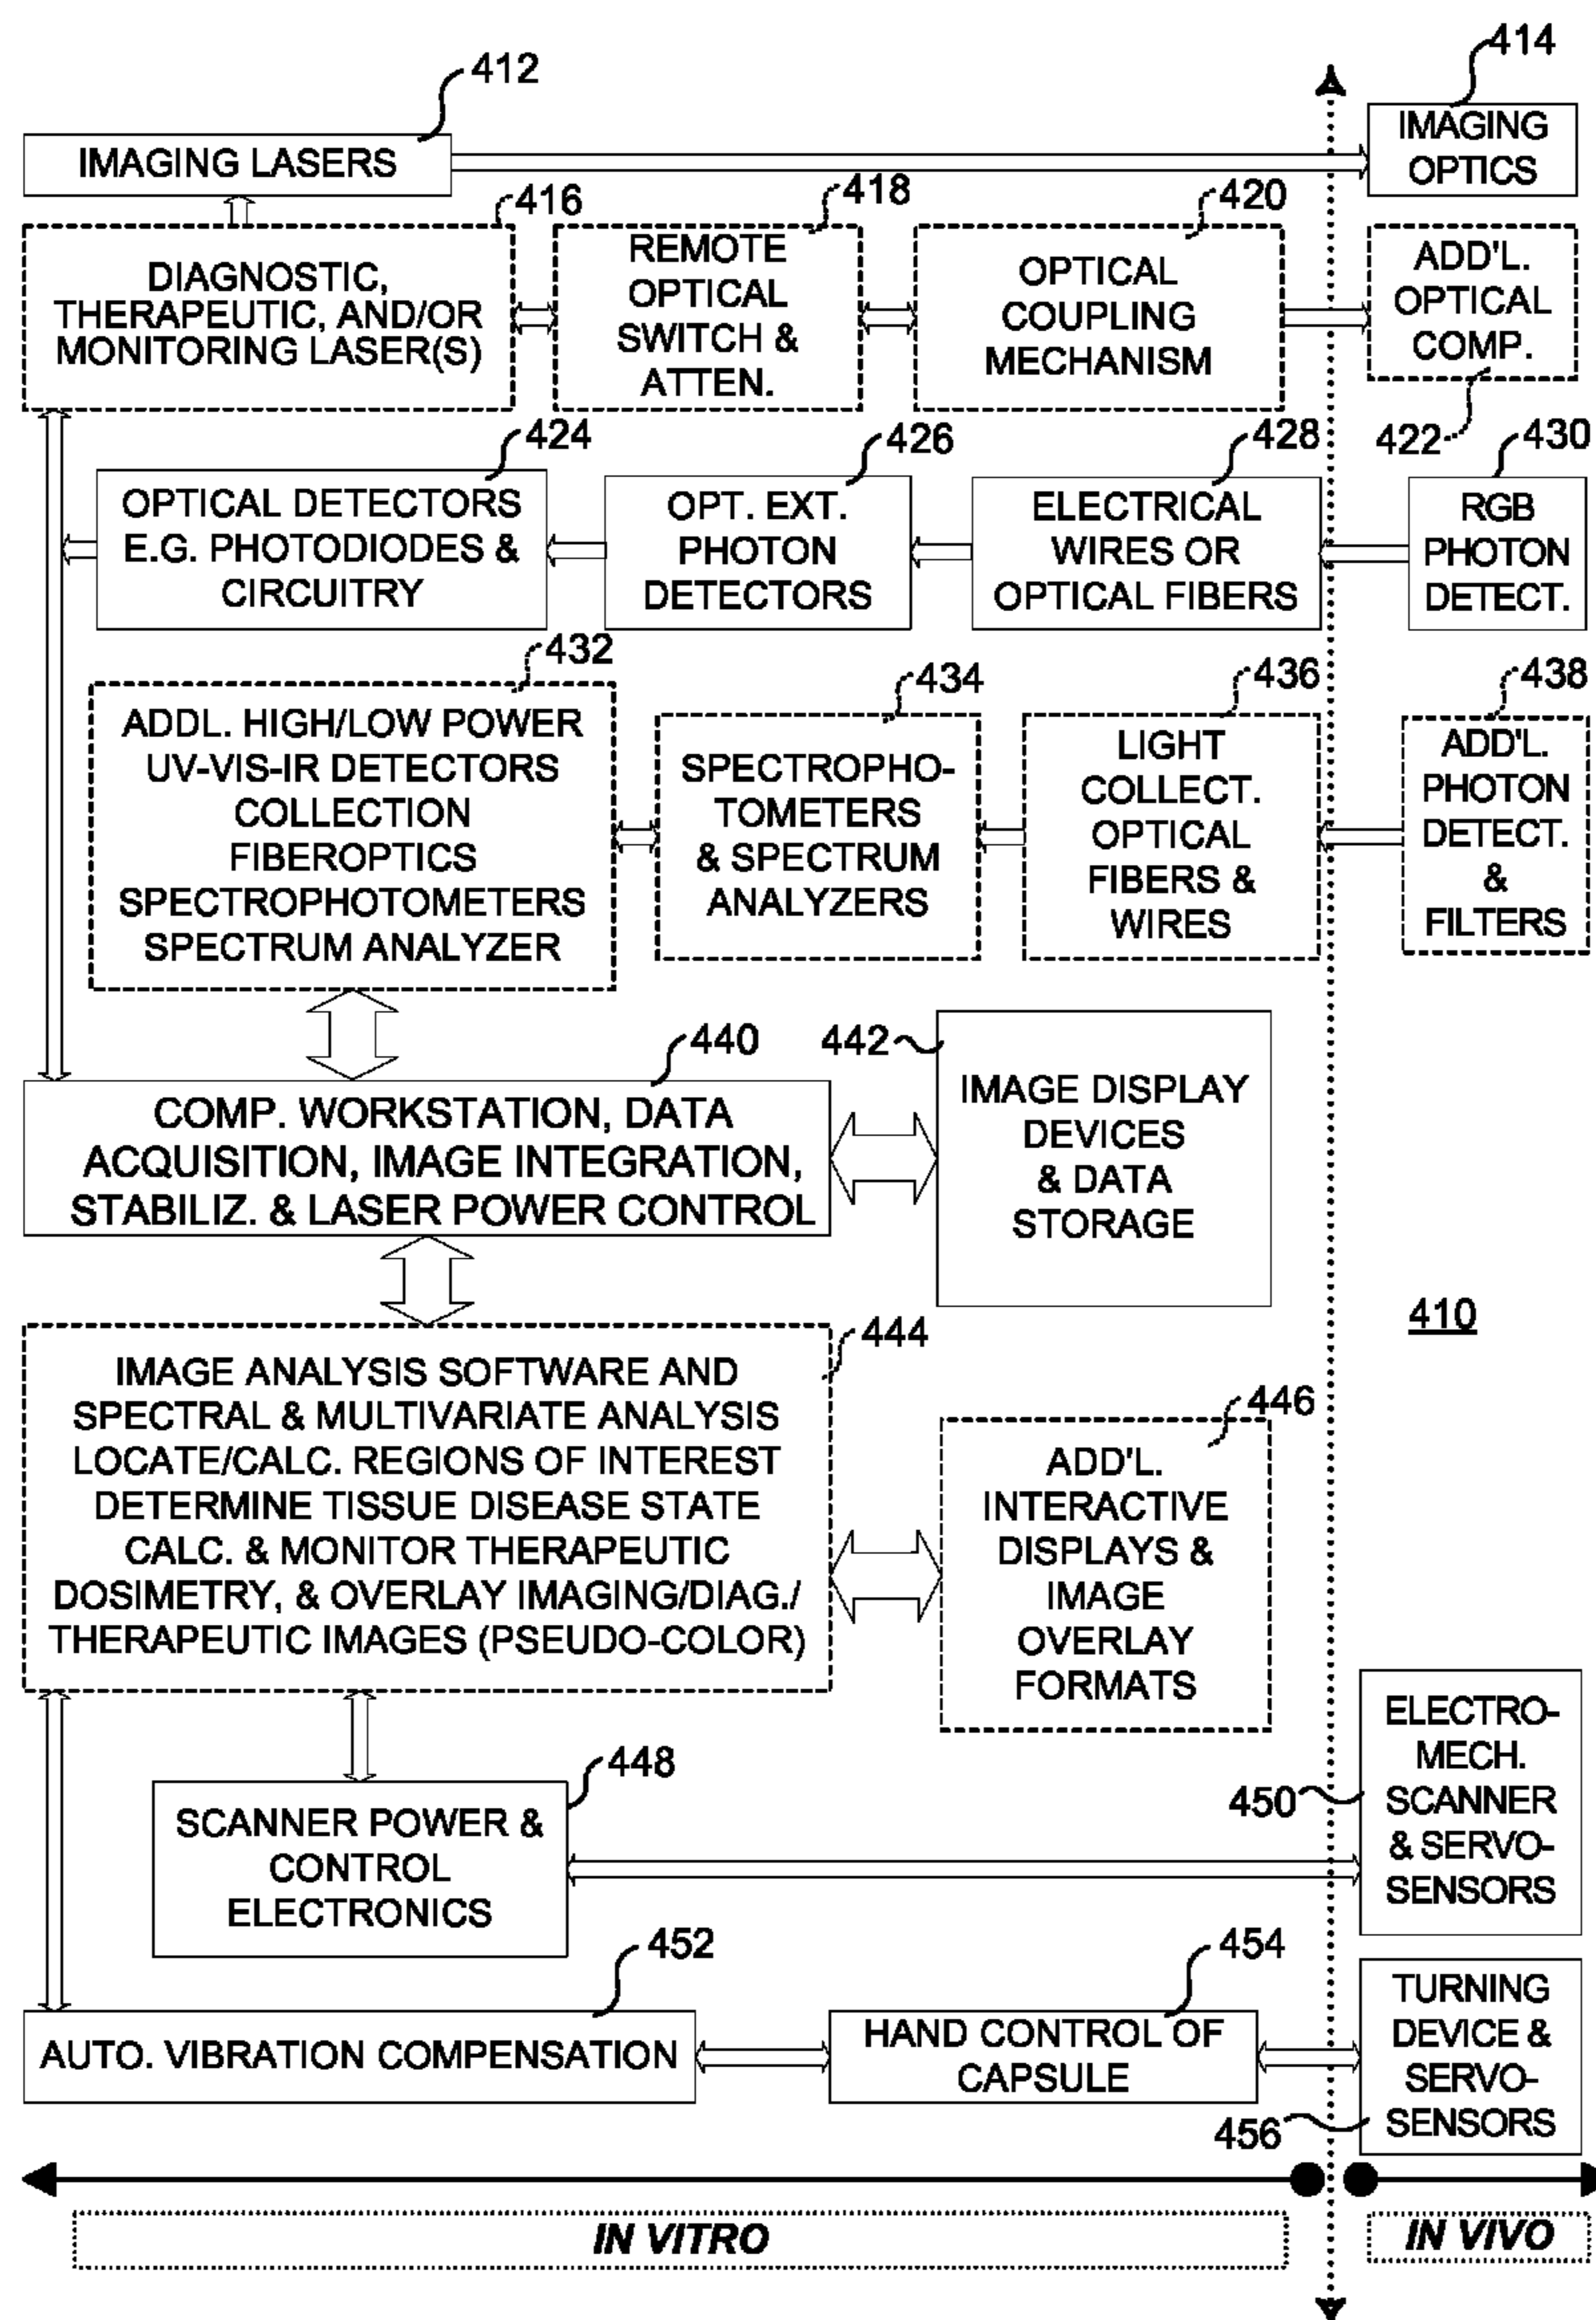 412
414
IMAGING LASERS
IMAGING
OPTICS
416
418
420
DIAGNOSTIC,
THERAPEUTIC, AND/OR
MONITORING LASER(S)
REMOTE
OPTICAL
SWITCH &
ATTEN.
OPTICAL
COUPLING
MECHANISM
ADD'L.
OPTICAL
COMP.
422
424
426
428
430
OPTICAL DETECTORS
E.G. PHOTODIODES &
CIRCUITRY
OPT. EXT.
PHOTON
DETECTORS
ELECTRICAL
WIRES OR
OPTICAL FIBERS
RGB
PHOTON
DETECT.
432
434
436
438
ADDL. HIGH/LOW POWER
UV-VIS-IR DETECTORS
COLLECTION
FIBEROPTICS
SPECTROPHOTOMETERS
SPECTRUM ANALYZER
SPECTROPHO-
TOMETERS
& SPECTRUM
ANALYZERS
LIGHT
COLLECT.
OPTICAL
FIBERS &
WIRES
ADD'L.
PHOTON
DETECT.
&
FILTERS
440
442
COMP. WORKSTATION, DATA
ACQUISITION, IMAGE INTEGRATION,
STABILIZ. & LASER POWER CONTROL
IMAGE DISPLAY
DEVICES
& DATA
STORAGE
410
444
446
IMAGE ANALYSIS SOFTWARE AND
SPECTRAL & MULTIVARIATE ANALYSIS
LOCATE/CALC. REGIONS OF INTEREST
DETERMINE TISSUE DISEASE STATE
CALC. & MONITOR THERAPEUTIC
DOSIMETRY, & OVERLAY IMAGING/DIAG./
THERAPEUTIC IMAGES (PSEUDO-COLOR)
ADD'L.
INTERACTIVE
DISPLAYS &
IMAGE
OVERLAY
FORMATS
448
450
SCANNER POWER &
CONTROL
ELECTRONICS
ELECTRO-
MECH.
SCANNER
& SERVO-
SENSORS
452
454
AUTO. VIBRATION COMPENSATION
HAND CONTROL OF
CAPSULE
TURNING
DEVICE &
SERVO-
SENSORS
456
IN VITRO
IN VIVO